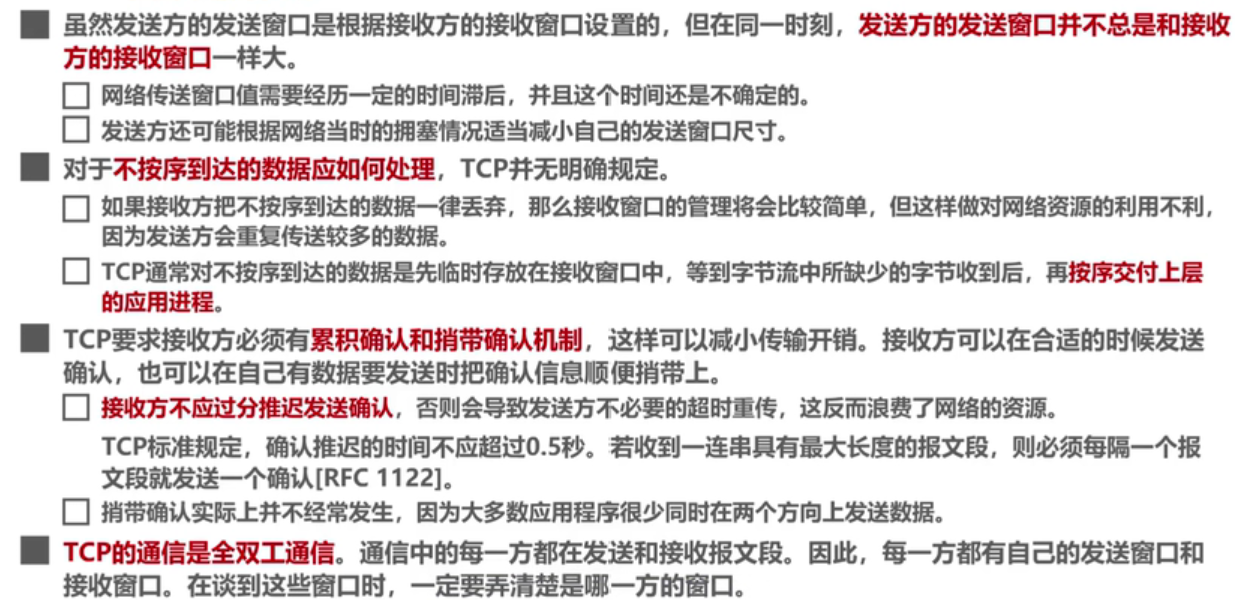 虽然发送方的发送窗口是根据接收方的接收窗口设置的，但在同一时刻，发送方的发送窗口并不总是和接收
方的接收窗口一样大。
网络传送窗口值需要经历一定的时间滞后，并且这个时间还是不确定的。
发送方还可能根据网络当时的拥塞情况适当减小自己的发送窗口尺寸。
对于不按序到达的数据应如何处理，TCP并无明确规定。
如果接收方把不按序到达的数据一律丢弃，那么接收窗口的管理将会比较简单，但这样做对网络资源的利用不利，
因为发送方会重复传送较多的数据。
TCP通常对不按序到达的数据是先临时存放在接收窗口中，等到字节流中所缺少的字节收到后，再按序交付上层
的应用进程。
TCP要求接收方必须有累积确认和捎带确认机制，这样可以减小传输开销。接收方可以在合适的时候发送
确认，也可以在自己有数据要发送时把确认信息顺便捎带上。
接收方不应过分推迟发送确认，否则会导致发送方不必要的超时重传，这反而浪费了网络的资源。
TCP标准规定，确认推迟的时间不应超过0.5秒。若收到一连串具有最大长度的报文段，则必须每隔一个报
文段就发送一个确认[RFC 1122]。
捎带确认实际上并不经常发生，因为大多数应用程序很少同时在两个方向上发送数据。
TCP的通信是全双工通信。通信中的每一方都在发送和接收报文段。因此，每一方都有自己的发送窗口和
接收窗口。在谈到这些窗口时，一定要弄清楚是哪一方的窗口。